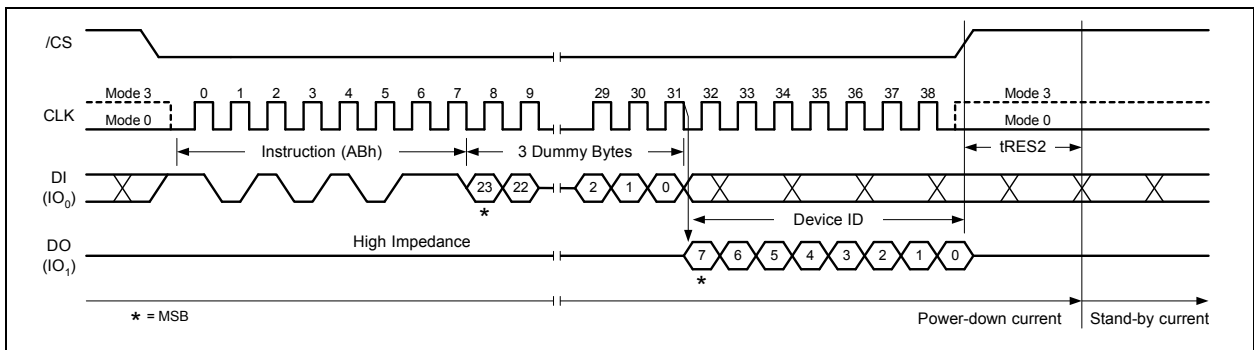 /CS
Mode 3 0 1 2 3 4 5 6 7 8 9 29 30 31 32 33 34 35 36 37 38 Mode 3
CLK
Mode 0 Mode 0
Instruction (ABh) 3 Dummy Bytes tRES2
DI
(IO0)
23 22 2 1 0
*
Device ID
High Impedance
DO
(IO1)
7 6 5 4 3 2 1 0
*
* = MSB
Power-down current Stand-by current